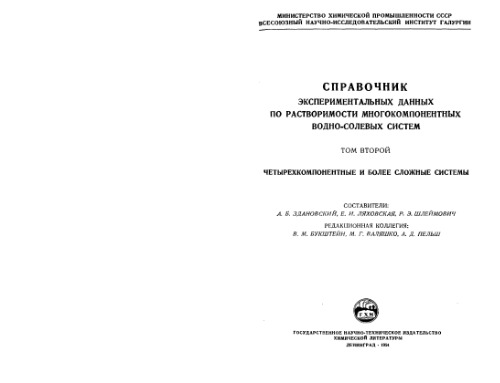 МИНИСТЕРСТВО ХИМИЧЕСКОЙ ПРОМЫШЛЕННОСТИ СССР
ВСЕСОЮЗНЫЙ НАУЧНО-ИССЛЕДОВАТЕЛЬСКИЙ ИНСТИТУТ ГАЛУРГИИ
СПРАВОЧНИК
ЭКСПЕРИМЕНТАЛЬНЫХ ДАННЫХ
ПО РАСТВОРИМОСТИ МНОГОКОМПОНЕНТНЫХ
ВОДНО-СОЛЕВЫХ СИСТЕМ
ТОМ ВТОРОЙ
ЧЕТЫРЕХКОМПОНЕНТНЫЕ И БОЛЕЕ СЛОЖНЫЕ СИСТЕМЫ
СОСТАВИТЕЛИ:
А. Б. ЗДАНОВСКИЙ, Е. И. ЛЯХОВСКАЯ, Р. Э. ШЛЕЙМОВИЧ
РЕДАКЦИОННАЯ КОЛЛЕГИЯ:
В. М. БУКШТЕЙН, М. Г. ВАЛЯШКО, А. Д. ПЕЛЬШ
ГХИ
ГОСУДАРСТВЕННОЕ НАУЧНО-ТЕХНИЧЕСКОЕ ИЗДАТЕЛЬСТВО
ХИМИЧЕСКОЙ ЛИТЕРАТУРЫ
ЛЕНИНГРАД · 1954